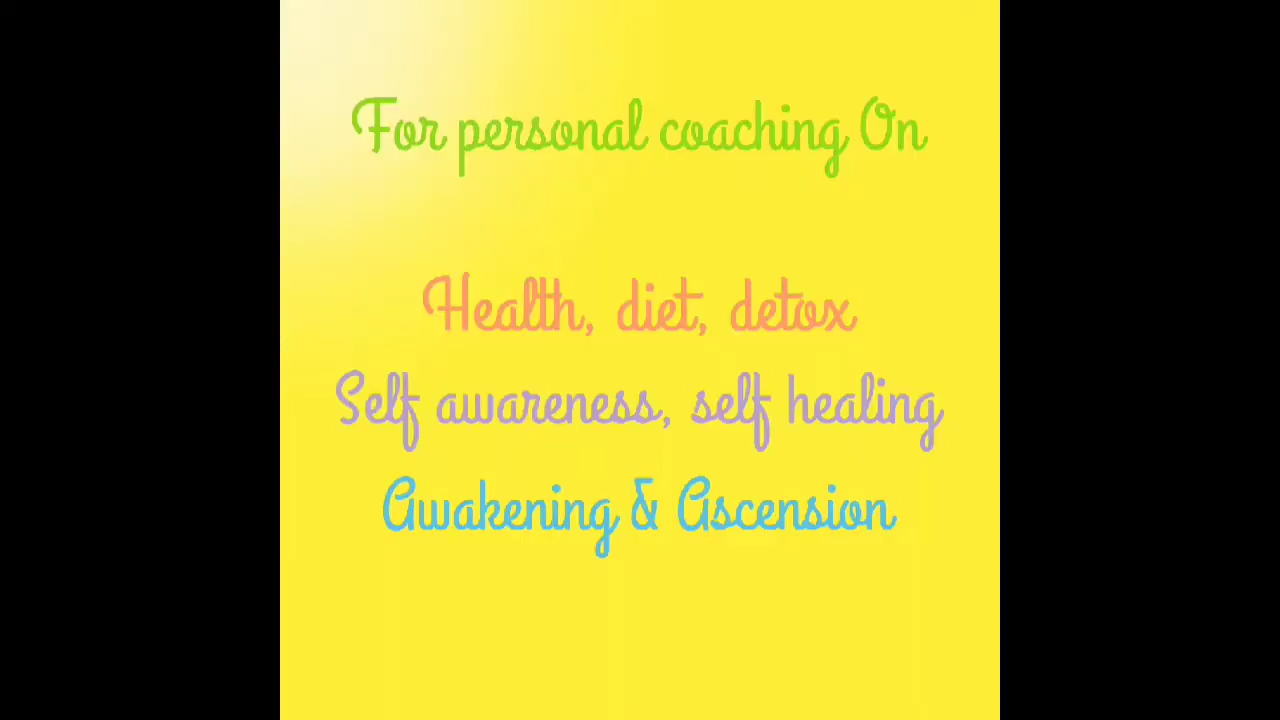 For personal coaching On
Health, diet, detox
Self awareness, self healing
Awakening & Ascension